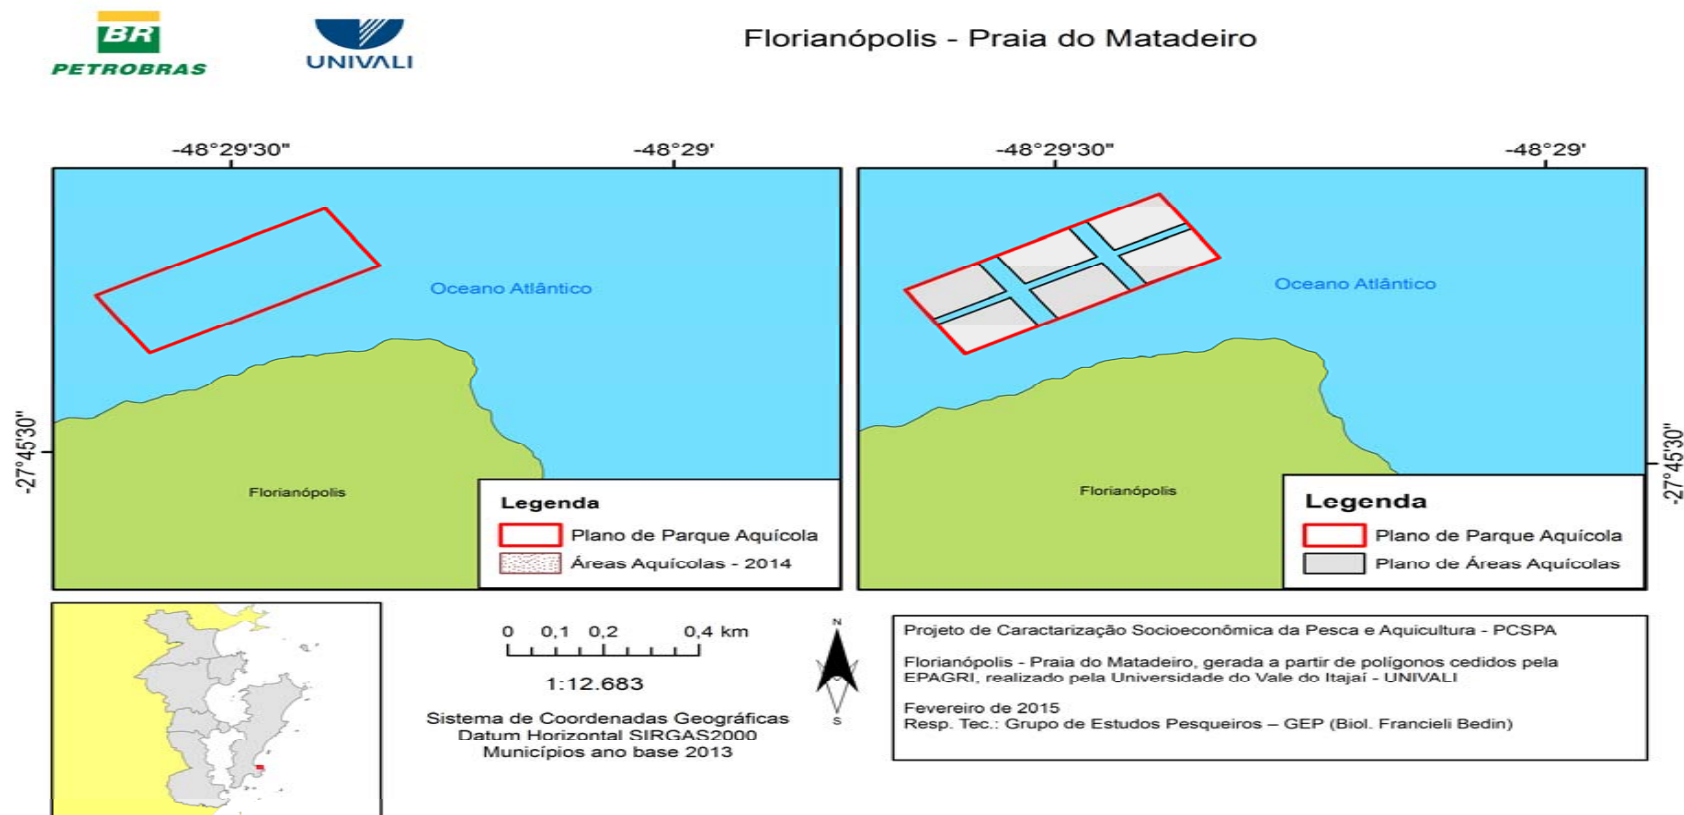 BR
PETROBRAS
UNIVALI
Florianópolis - Praia do Matadeiro
-48°29'30"
-48°29'
-48°29'30"
-48°29'
Oceano Atlântico
Oceano Atlântico
-27°45'30"
-27°45'30"
Florianópolis
Florianópolis
Legenda
Plano de Parque Aquícola
Áreas Aquícolas - 2014
Legenda
Plano de Parque Aquícola
Plano de Áreas Aquícolas
0 0,1 0,2 0,4 km
1:12.683
Sistema de Coordenadas Geográficas
Datum Horizontal SIRGAS2000
Municípios ano base 2013
N
S
Projeto de Caractarização Socioeconômica da Pesca e Aquicultura - PCSPA
Florianópolis - Praia do Matadeiro, gerada a partir de polígonos cedidos pela
EPAGRI, realizado pela Universidade do Vale do Itajaí - UNIVALI
Fevereiro de 2015
Resp. Tec.: Grupo de Estudos Pesqueiros – GEP (Biol. Francieli Bedin)